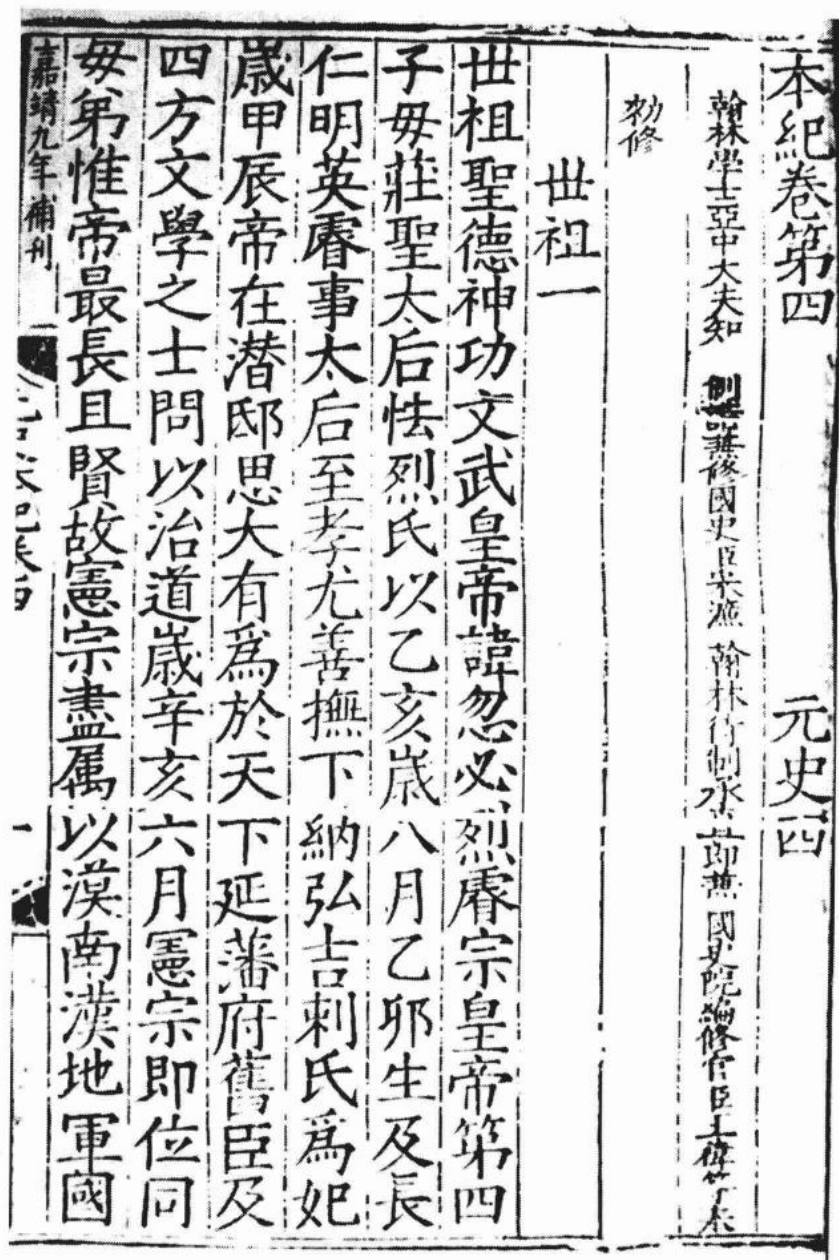 本紀卷第四 元史四
翰林學士亞中大夫知 制誥兼修國史臣宋濂 翰林待制承直郎兼 國史院編修官臣王褘等奉
勑修
世祖一
世祖聖德神功文武皇帝諱忽必烈睿宗皇帝第四
子母莊聖太后怯烈氏以乙亥歲八月乙卯生及長
仁明英睿事太后至孝尤善撫下納弘吉剌氏爲妃
歲甲辰帝在潛邸思大有爲於天下延藩府舊臣及
四方文學之士問以治道歲辛亥六月憲宗即位同
母弟惟帝最長且賢故憲宗盡屬以漠南漢地軍國
嘉靖九年補刊
元史本紀卷四
一